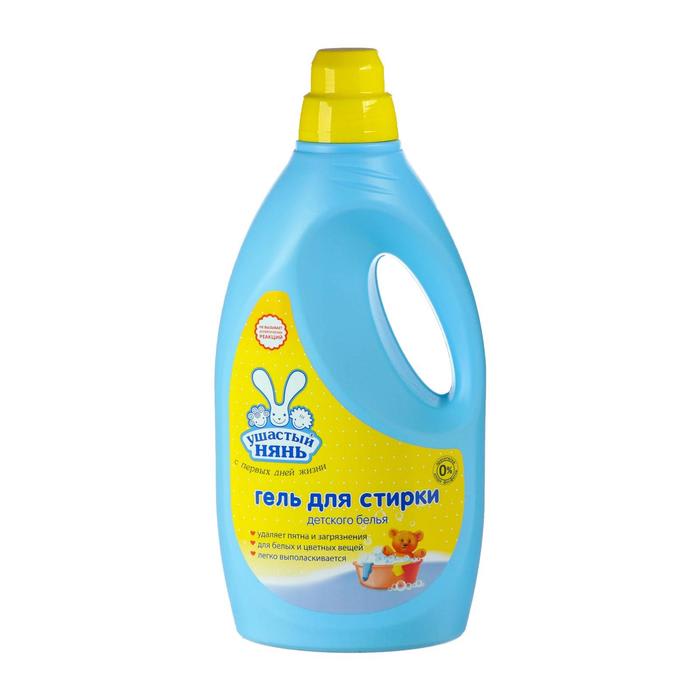 НЕ ВЫЗЫВАЕТ
АЛЛЕРГИЧЕСКИХ
РЕАКЦИЙ
УШАСТЫЙ
НЯНЬ
с первых дней жизни
0%
гель для стирки
детского белья
удаляет пятна и загрязнения
для белых и цветных вещей
легко выполаскивается